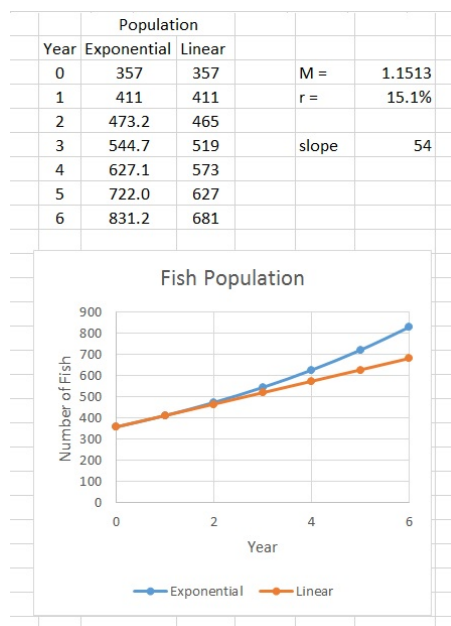 Population
Year Exponential Linear
0 357 357 M = 1.1513
1 411 411 r = 15.1%
2 473.2 465
3 544.7 519 slope 54
4 627.1 573
5 722.0 627
6 831.2 681
Fish Population
900
800
700
600
500
400
300
200
100
0
Number of Fish
0 2 4 6
Year
Exponential Linear